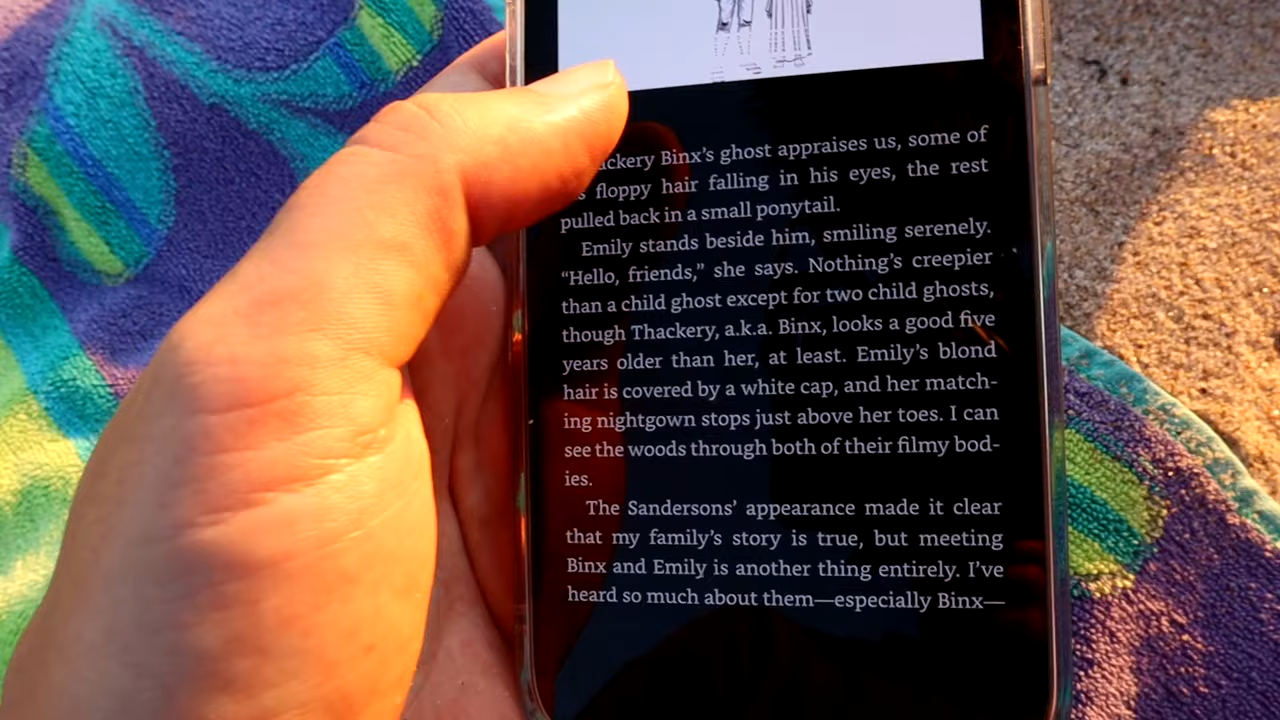 ackery Binx's ghost appraises us, some of
floppy hair falling in his eyes, the rest
pulled back in a small ponytail.
Emily stands beside him, smiling serenely.
“Hello, friends,” she says. Nothing's creepier
than a child ghost except for two child ghosts,
though Thackery, a.k.a. Binx, looks a good five
years older than her, at least. Emily's blond
hair is covered by a white cap, and her match-
ing nightgown stops just above her toes. I can
see the woods through both of their filmy bod-
ies.
The Sandersons' appearance made it clear
that my family's story is true, but meeting
Binx and Emily is another thing entirely. I've
heard so much about them—especially Binx—